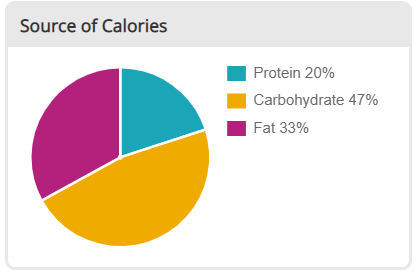 Source of Calories
Protein 20%
Carbohydrate 47%
Fat 33%